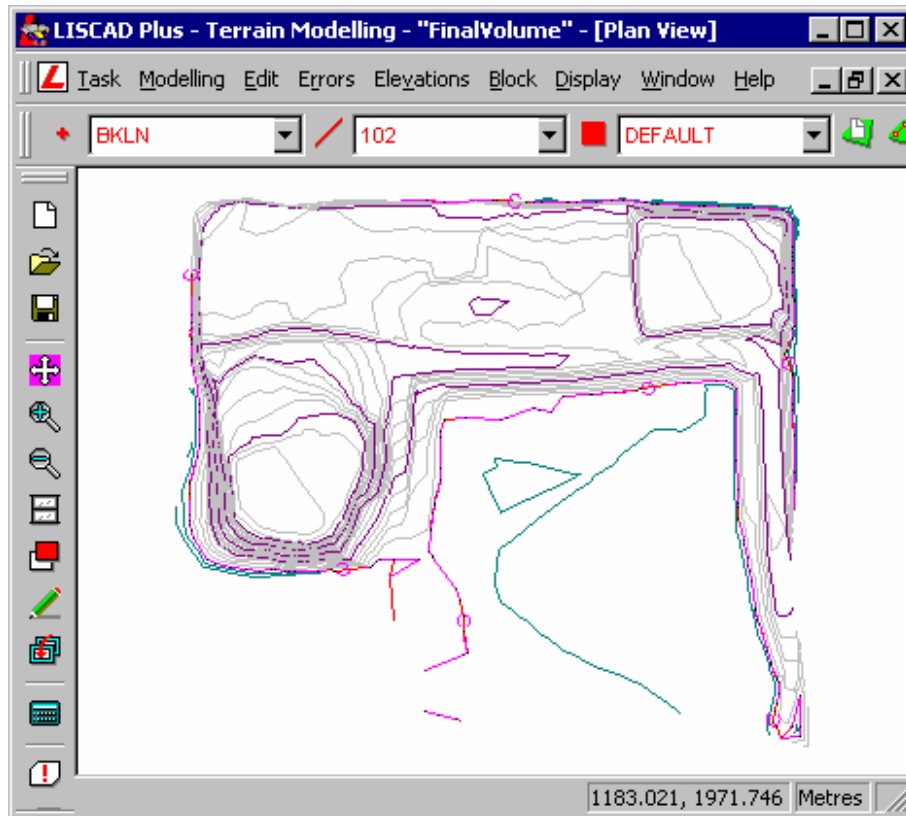 LISCAD Plus - Terrain Modelling - "FinalVolume" - [Plan View]
Task Modelling Edit Errors Elevations Block Display Window Help
BKLN 102 DEFAULT
1183.021, 1971.746 Metres